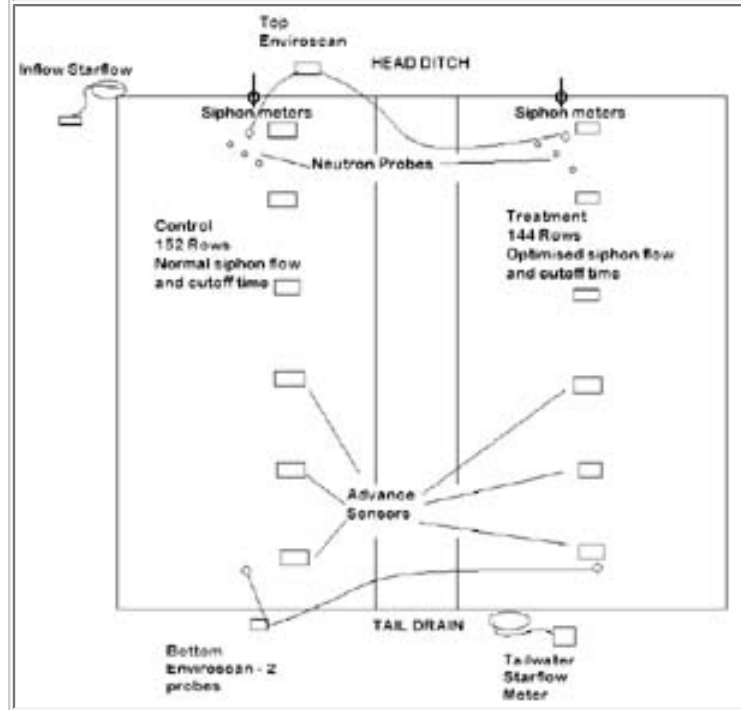 Top
Enviroscan
HEAD DITCH
Inflow Starflow
Siphon meters
Siphon meters
Neutron Probes
Control
152 Rows
Normal siphon flow
and cutoff time
Treatment
144 Rows
Optimised siphon flow
and cutoff time
Advance
Sensors
TAIL DRAIN
Bottom
Enviroscan - 2
probes
Tailwater
Starflow
Meter